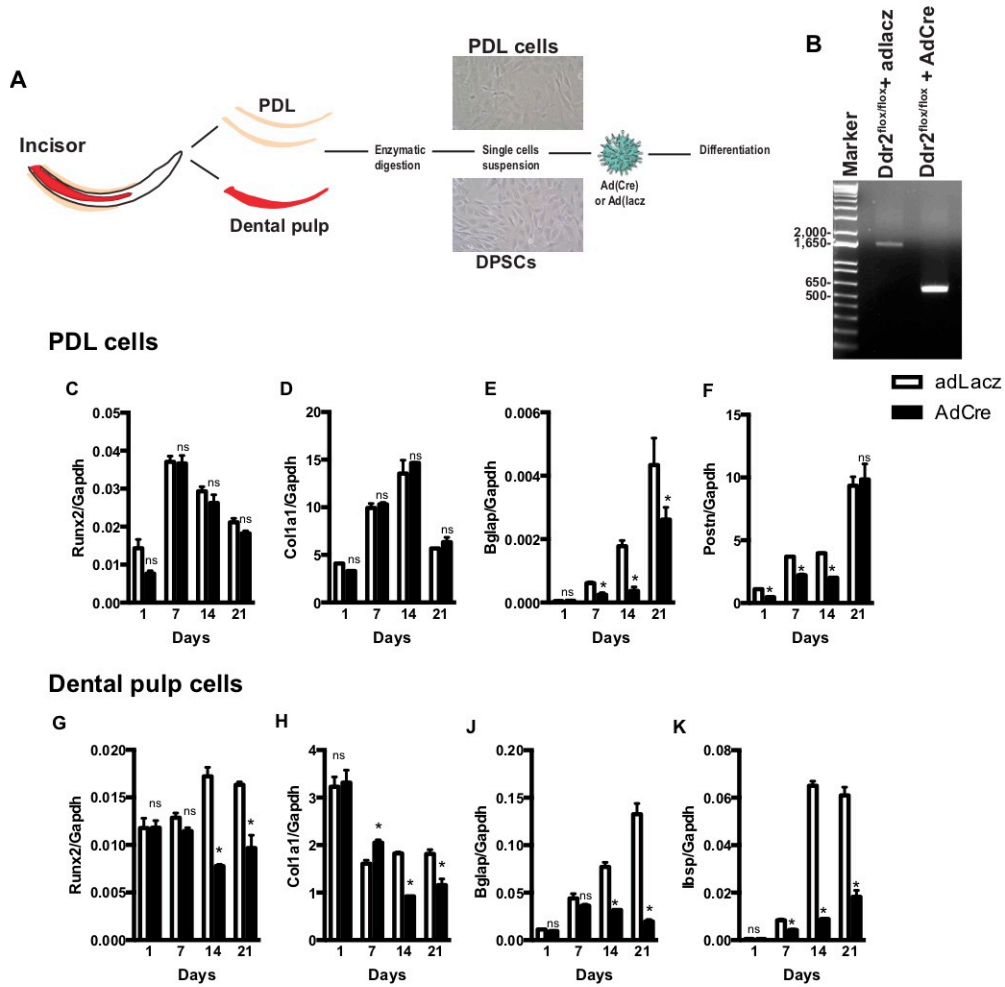 A
Incisor
PDL
Dental pulp
Enzymatic
digestion
PDL cells
Single cells
suspension
DPSCs
Ad(Cre)
or Ad(lacz
Differentiation
B
Marker
Ddr2flox/flox+ adlacz
Ddr2flox/flox + AdCre
2,000-
1,650-
650-
500-
PDL cells
adLacz
AdCre
C
Runx2/Gapdh
0.05
0.04
0.03
0.02
0.01
0.00
ns
ns
ns
ns
1 7 14 21
Days
D
Col1a1/Gapdh
20
15
10
5
0
ns
ns
ns
ns
1 7 14 21
Days
E
Bglap/Gapdh
0.006
0.004
0.002
0.000
ns
*
*
*
1 7 14 21
Days
F
Postn/Gapdh
15
10
5
0
*
*
*
ns
1 7 14 21
Days
Dental pulp cells
G
Runx2/Gapdh
0.020
0.015
0.010
0.005
0.000
ns
ns
*
*
1 7 14 21
Days
H
Col1a1/Gapdh
4
3
2
1
0
ns
*
*
*
1 7 14 21
Days
J
Bglap/Gapdh
0.20
0.15
0.10
0.05
0.00
ns
ns
*
*
1 7 14 21
Days
K
Ibsp/Gapdh
0.08
0.06
0.04
0.02
0.00
ns
*
*
*
1 7 14 21
Days